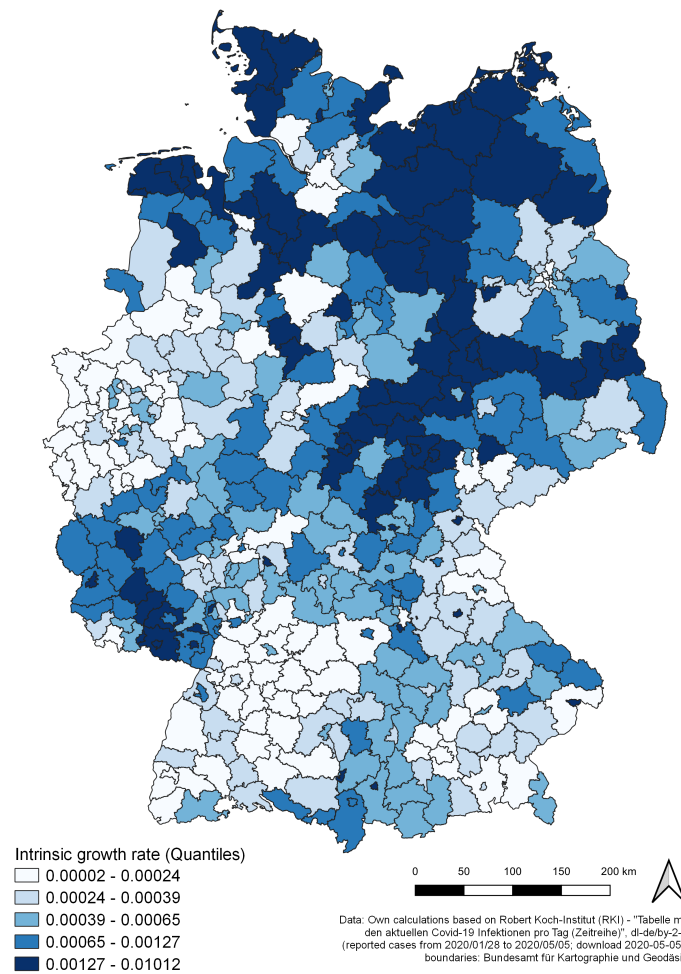 Intrinsic growth rate (Quantiles)
0.00002 - 0.00024
0.00024 - 0.00039
0.00039 - 0.00065
0.00065 - 0.00127
0.00127 - 0.01012
0 50 100 150 200 km
Data: Own calculations based on Robert Koch-Institut (RKI) - "Tabelle m
den aktuellen Covid-19 Infektionen pro Tag (Zeitreihe)", dl-de/by-2-
(reported cases from 2020/01/28 to 2020/05/05; download 2020-05-05
boundaries: Bundesamt für Kartographie und Geodäsi